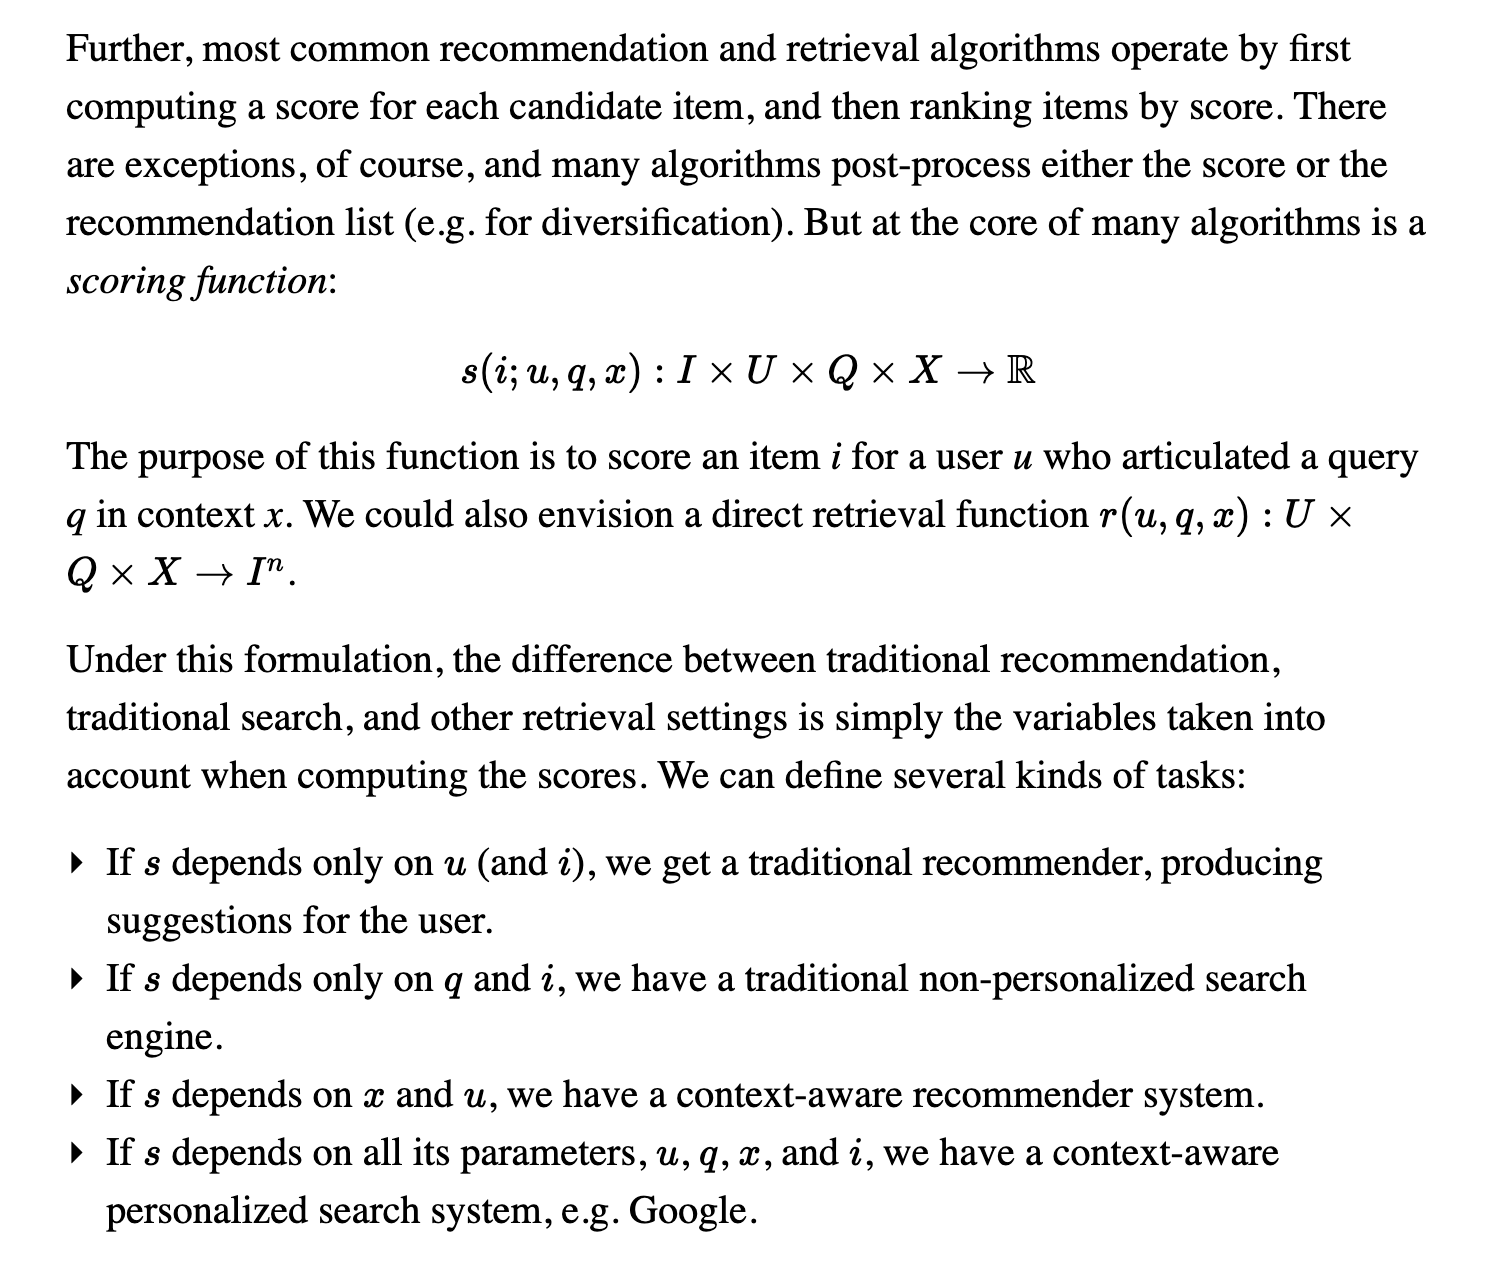 Further, most common recommendation and retrieval algorithms operate by first
computing a score for each candidate item, and then ranking items by score. There
are exceptions, of course, and many algorithms post-process either the score or the
recommendation list (e.g. for diversification). But at the core of many algorithms is a
scoring function:
s(i; u, q, x) : I × U × Q × X → ℝ
The purpose of this function is to score an item i for a user u who articulated a query
q in context x. We could also envision a direct retrieval function r(u, q, x) : U ×
Q × X → Iⁿ.
Under this formulation, the difference between traditional recommendation,
traditional search, and other retrieval settings is simply the variables taken into
account when computing the scores. We can define several kinds of tasks:
‣ If s depends only on u (and i), we get a traditional recommender, producing
suggestions for the user.
‣ If s depends only on q and i, we have a traditional non-personalized search
engine.
‣ If s depends on x and u, we have a context-aware recommender system.
‣ If s depends on all its parameters, u, q, x, and i, we have a context-aware
personalized search system, e.g. Google.